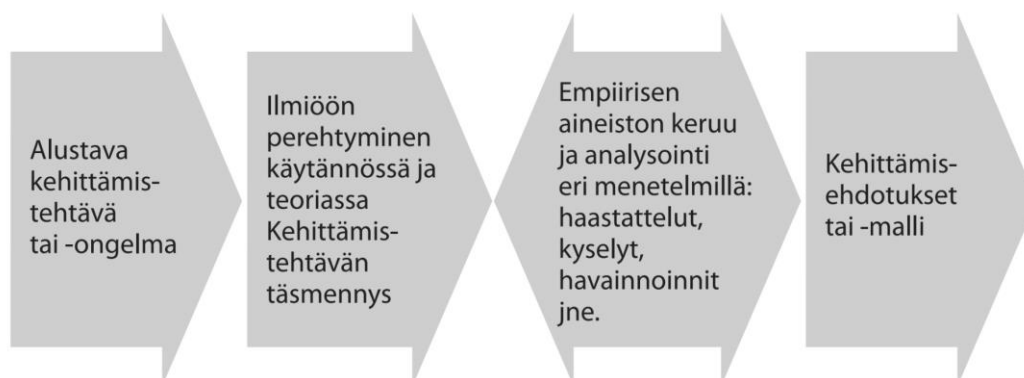 Alustava
kehittämis-
tehtävä
tai -ongelma
Ilmiöön
perehtyminen
käytännössä ja
teoriassa
Kehittämis-
tehtävän
täsmennys
Empiirisen
aineiston keruu
ja analysointi
eri menetelmillä:
haastattelut,
kyselyt,
havainnoinnit
jne.
Kehittämis-
ehdotukset
tai -malli